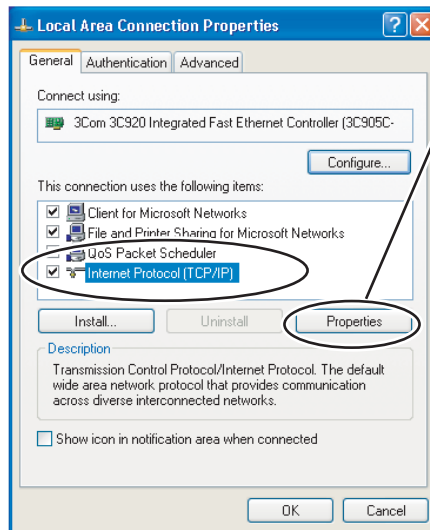 Local Area Connection Properties
General Authentication Advanced
Connect using:
3Com 3C920 Integrated Fast Ethernet Controller (3C905C-
Configure...
This connection uses the following items:
Client for Microsoft Networks
File and Printer Sharing for Microsoft Networks
QoS Packet Scheduler
Internet Protocol (TCP/IP)
Install... Uninstall Properties
Description
Transmission Control Protocol/Internet Protocol. The default
wide area network protocol that provides communication
across diverse interconnected networks.
Show icon in notification area when connected
OK Cancel